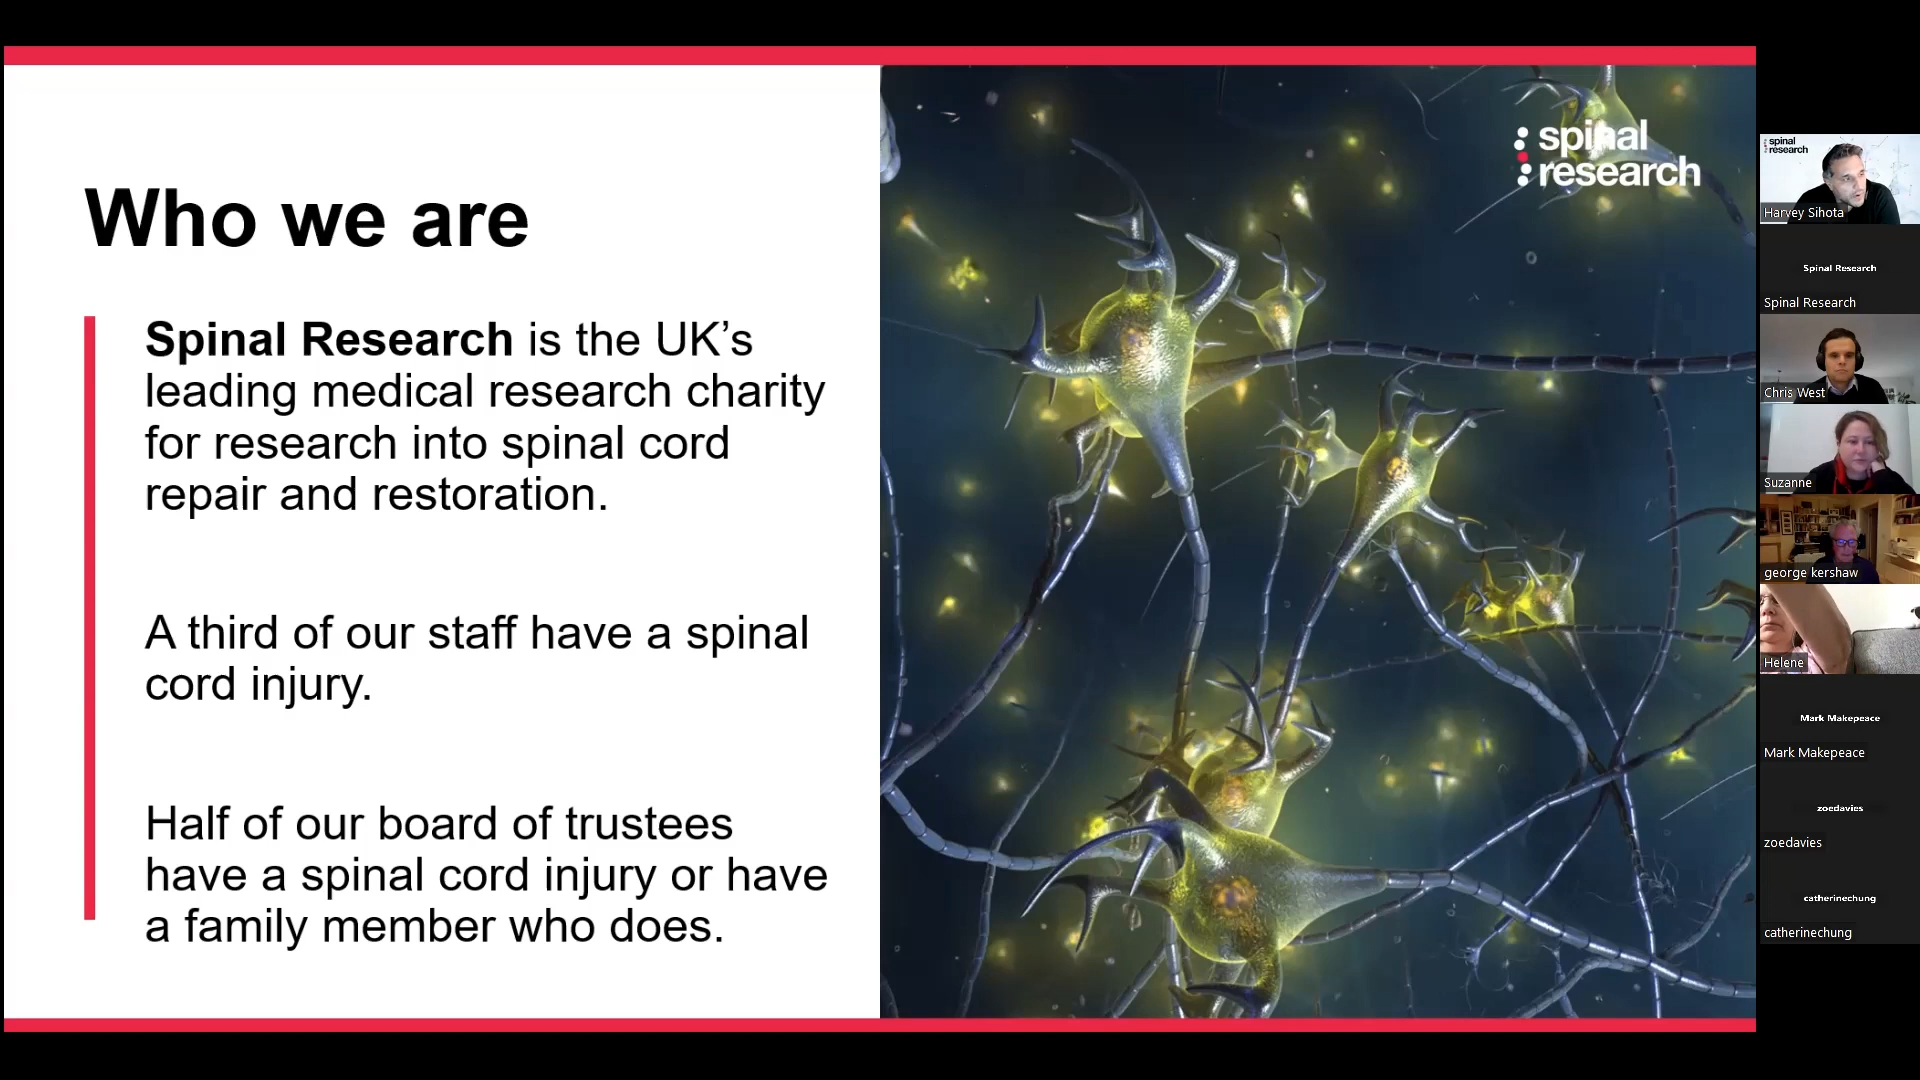 Who we are
Spinal Research is the UK’s
leading medical research charity
for research into spinal cord
repair and restoration.
A third of our staff have a spinal
cord injury.
Half of our board of trustees
have a spinal cord injury or have
a family member who does.
spinal
research
spinal
research
Harvey Sihota
Spinal Research
Spinal Research
Chris West
Suzanne
george kershaw
Helene
Mark Makepeace
Mark Makepeace
zoedavies
zoedavies
catherinechung
catherinechung